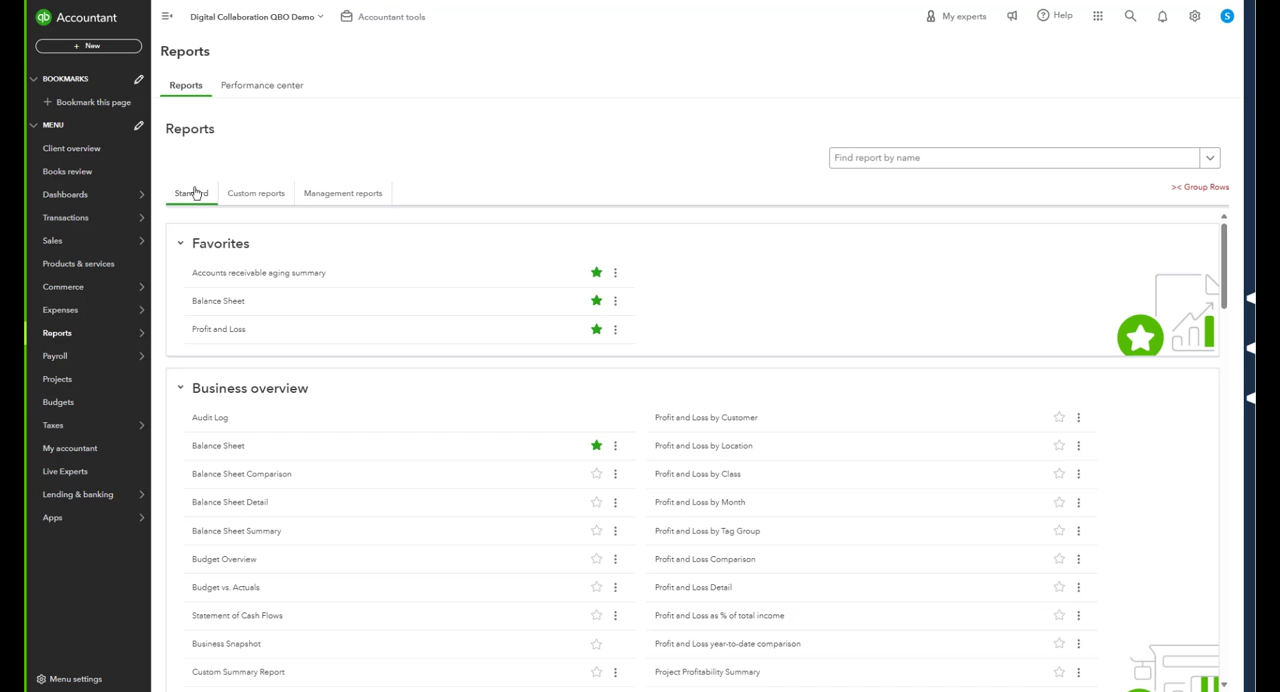 qb Accountant
Digital Collaboration QBO Demo
Accountant tools
My experts
Help
S
+ New
BOOKMARKS
+ Bookmark this page
MENU
Client overview
Books review
Dashboards
Transactions
Sales
Products & services
Commerce
Expenses
Reports
Payroll
Projects
Budgets
Taxes
My accountant
Live Experts
Lending & banking
Apps
Menu settings
Reports
Reports
Performance center
Reports
Find report by name
Standard
Custom reports
Management reports
>< Group Rows
Favorites
Accounts receivable aging summary
Balance Sheet
Profit and Loss
Business overview
Audit Log
Balance Sheet
Balance Sheet Comparison
Balance Sheet Detail
Balance Sheet Summary
Budget Overview
Budget vs. Actuals
Statement of Cash Flows
Business Snapshot
Custom Summary Report
Profit and Loss by Customer
Profit and Loss by Location
Profit and Loss by Class
Profit and Loss by Month
Profit and Loss by Tag Group
Profit and Loss Comparison
Profit and Loss Detail
Profit and Loss as % of total income
Profit and Loss year-to-date comparison
Project Profitability Summary